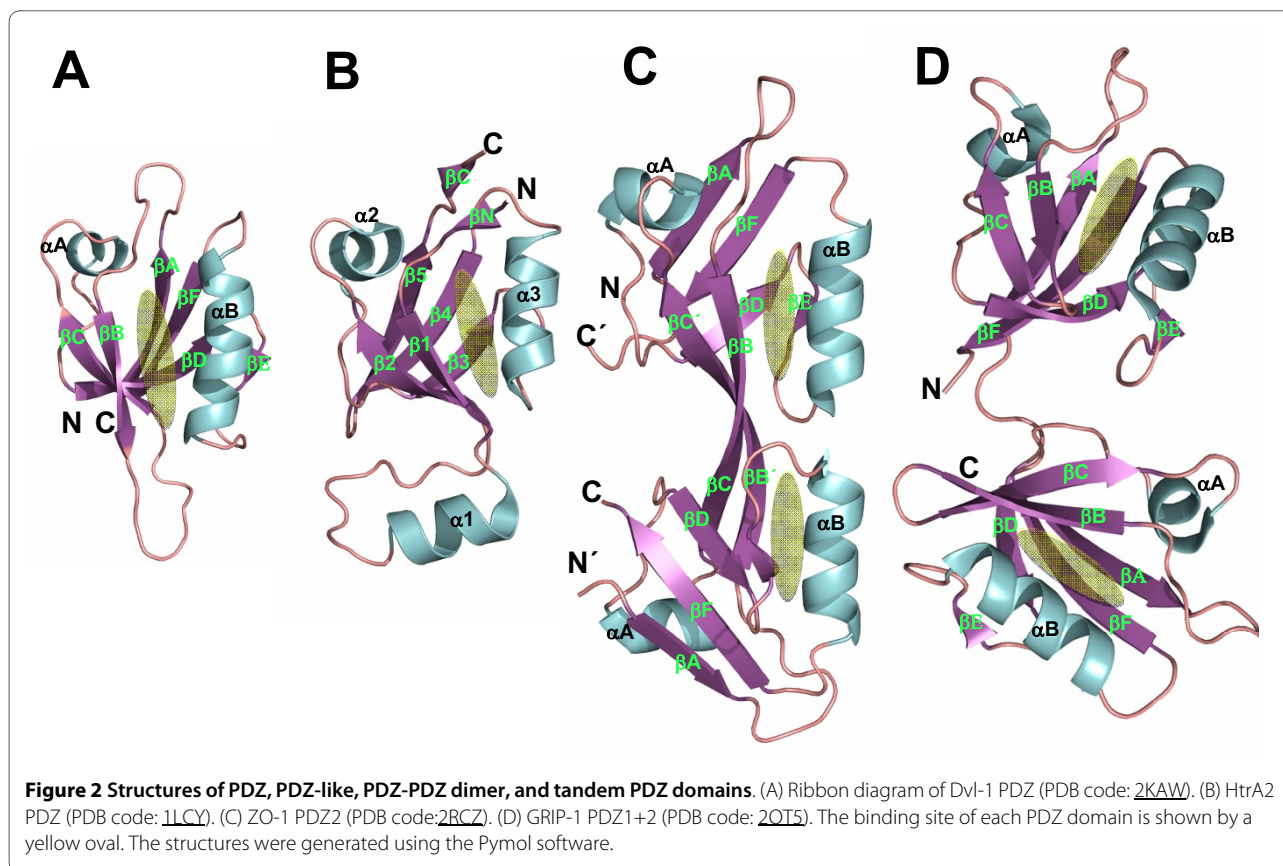 A
B
C
D
αA
βA
βF
αB
βC
βB
βD
βE
N
C
C
βC
N
βN
α2
β5
α3
β4
β1
β2
β3
α1
αA
βA
βF
αB
N
βD
βE
C´
βC´
βB
βC
βB´
C
βD
αB
N´
βF
αA
βA
αA
βB
βA
βC
αB
βD
βF
βE
N
C
βC
αA
βD
βB
βA
βE
αB
βF
Figure 2 Structures of PDZ, PDZ-like, PDZ-PDZ dimer, and tandem PDZ domains. (A) Ribbon diagram of Dvl-1 PDZ (PDB code: 2KAW). (B) HtrA2
PDZ (PDB code: 1LCY). (C) ZO-1 PDZ2 (PDB code:2RCZ). (D) GRIP-1 PDZ1+2 (PDB code: 2OT5). The binding site of each PDZ domain is shown by a
yellow oval. The structures were generated using the Pymol software.